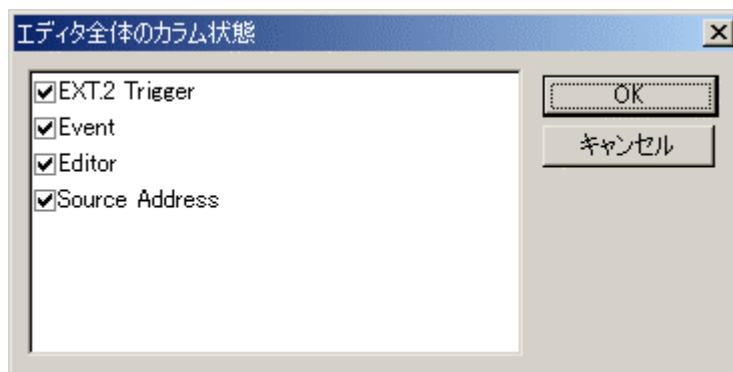 エディタ全体のカラム状態
EXT.2 Trigger
Event
Editor
Source Address
OK
キャンセル